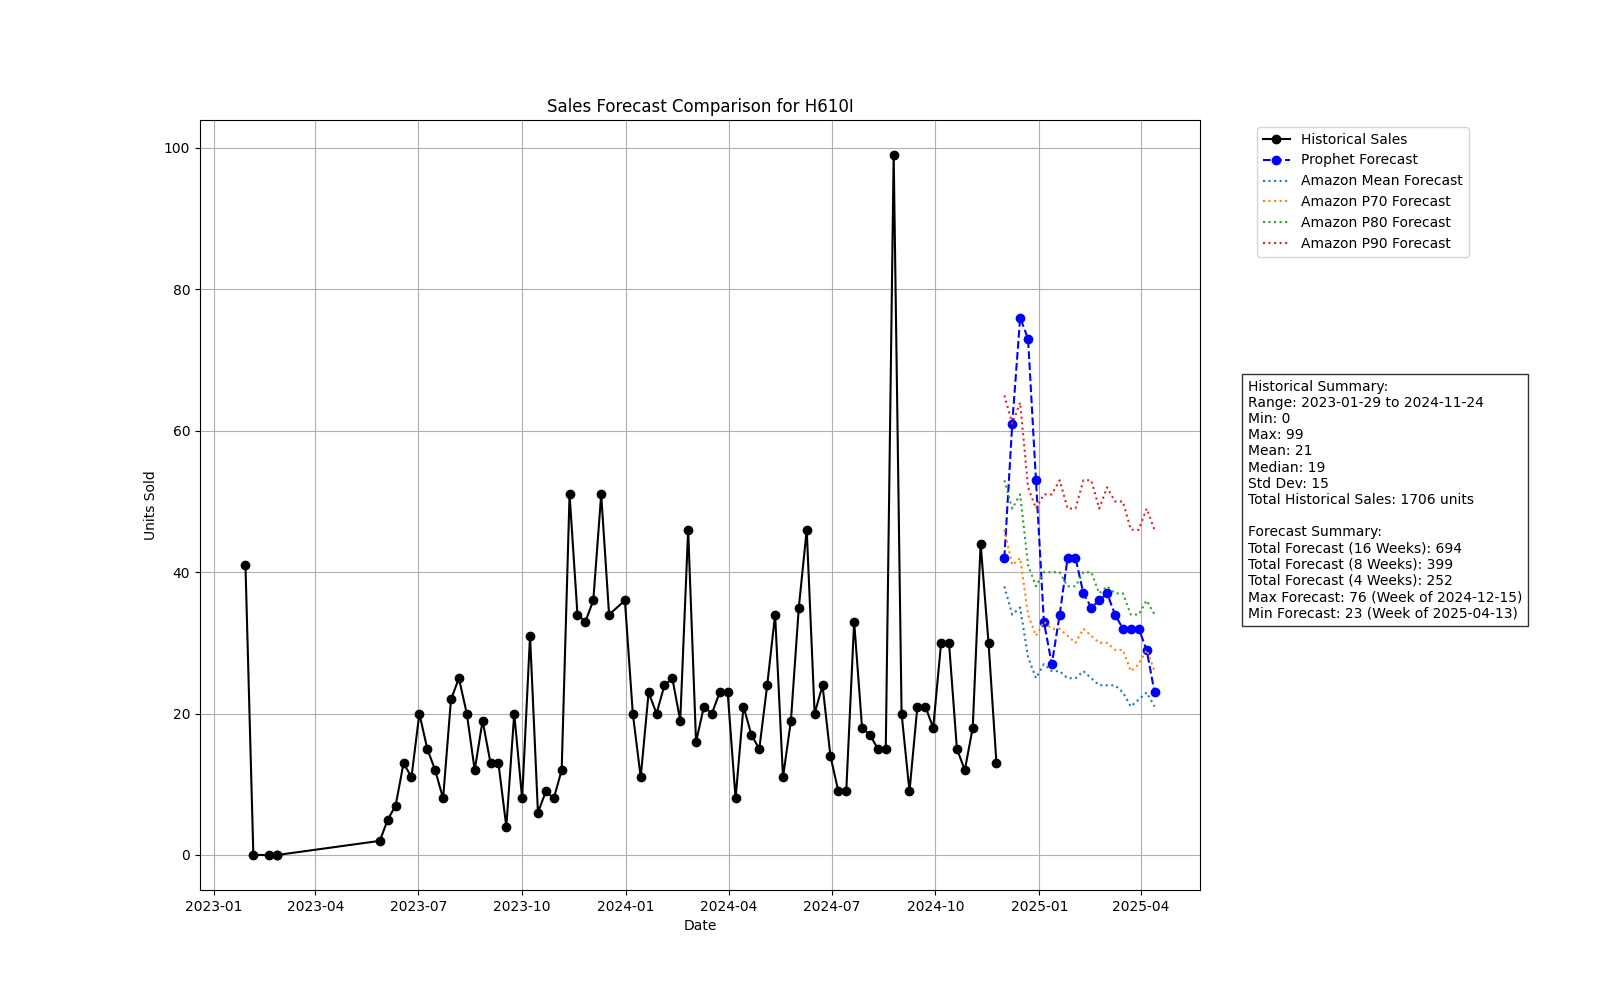 Sales Forecast Comparison for H610I
Historical Sales
Prophet Forecast
Amazon Mean Forecast
Amazon P70 Forecast
Amazon P80 Forecast
Amazon P90 Forecast
100
80
60
40
20
0
Units Sold
2023-01
2023-04
2023-07
2023-10
2024-01
2024-04
2024-07
2024-10
2025-01
2025-04
Date
Historical Summary:
Range: 2023-01-29 to 2024-11-24
Min: 0
Max: 99
Mean: 21
Median: 19
Std Dev: 15
Total Historical Sales: 1706 units
Forecast Summary:
Total Forecast (16 Weeks): 694
Total Forecast (8 Weeks): 399
Total Forecast (4 Weeks): 252
Max Forecast: 76 (Week of 2024-12-15)
Min Forecast: 23 (Week of 2025-04-13)